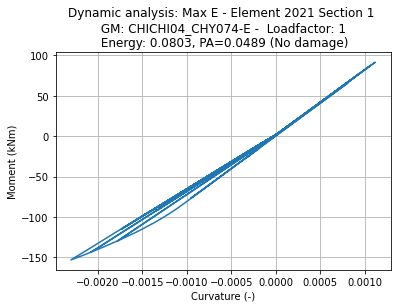 Dynamic analysis: Max E - Element 2021 Section 1
GM: CHICHI04_CHY074-E -  Loadfactor: 1
Energy: 0.0803, PA=0.0489 (No damage)
100
50
0
−50
−100
−150
Moment (kNm)
−0.0020 −0.0015 −0.0010 −0.0005 0.0000 0.0005 0.0010
Curvature (-)